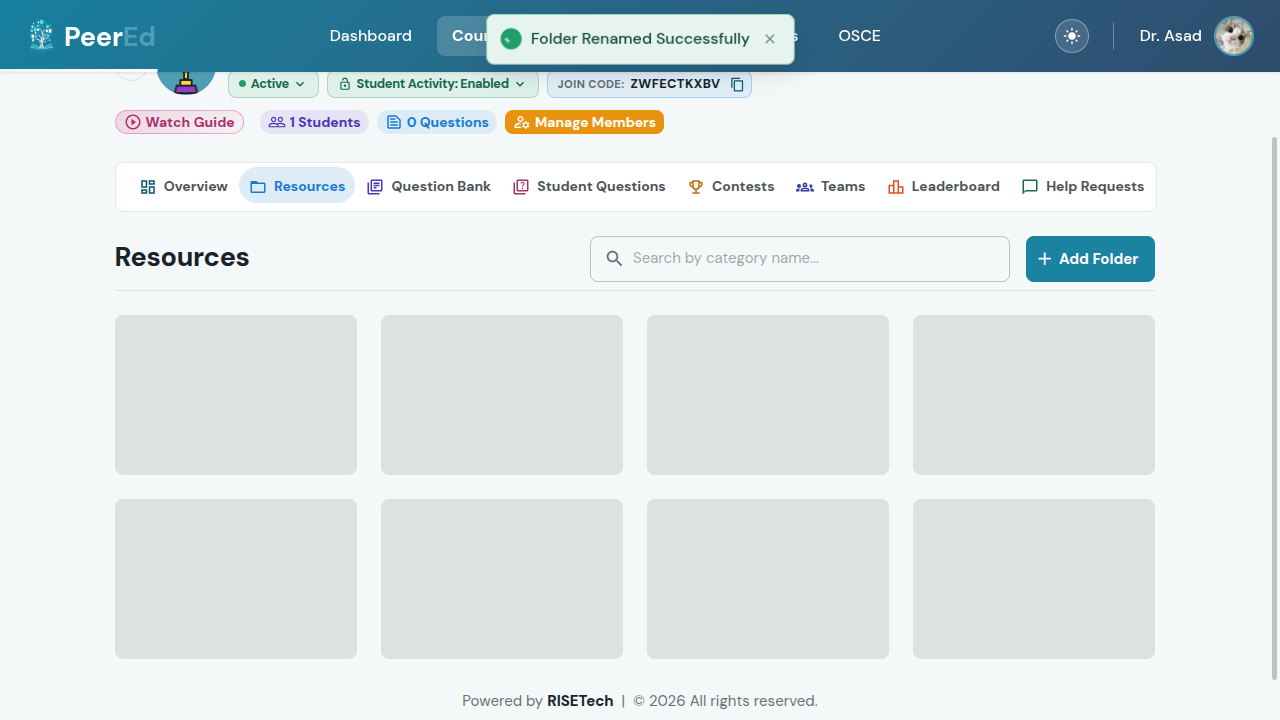 PeerEd
Dashboard
OSCE
Dr. Asad
Folder Renamed Successfully
Active
Student Activity: Enabled
JOIN CODE: ZWFECTKXBV
Watch Guide
1 Students
0 Questions
Manage Members
Overview
Resources
Question Bank
Student Questions
Contests
Teams
Leaderboard
Help Requests
Resources
Search by category name...
Add Folder
Powered by RISETech | © 2026 All rights reserved.